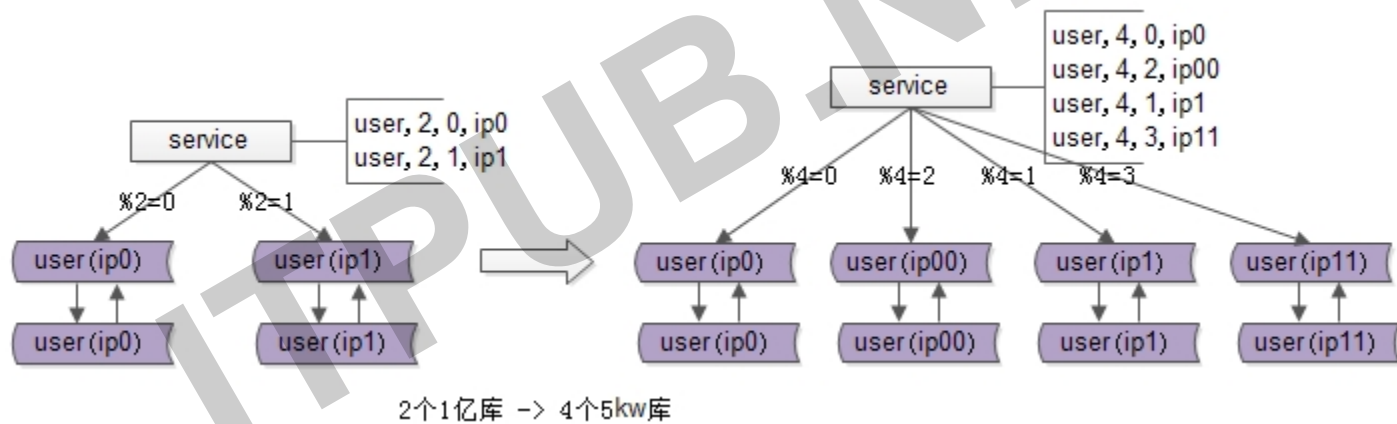 user, 4, 0, ip0
user, 4, 2, ip00
user, 4, 1, ip1
user, 4, 3, ip11
service
service
user, 2, 0, ip0
user, 2, 1, ip1
%2=0
%2=1
%4=0
%4=2
%4=1
%4=3
user(ip0)
user(ip1)
user(ip0)
user(ip00)
user(ip1)
user(ip11)
user(ip0)
user(ip1)
user(ip0)
user(ip00)
user(ip1)
user(ip11)
2个1亿库 -> 4个5kw库
ITPUB.N